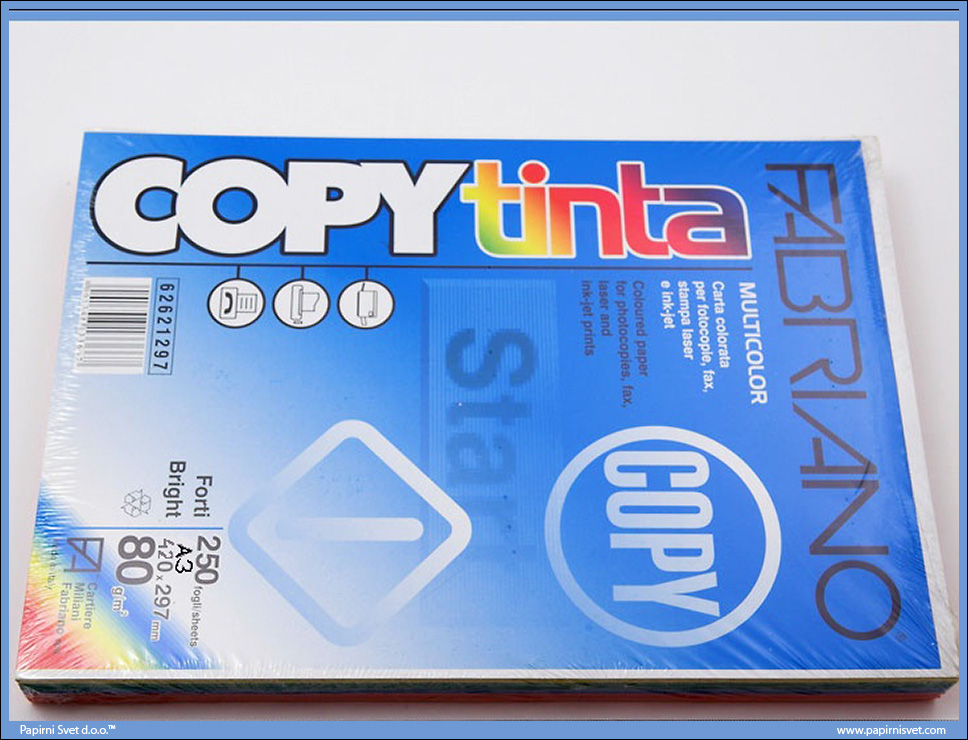 COPY tinta
FABRIANO®
MULTICOLOR
Carta colorata
per fotocopie, fax,
stampa laser
e ink-jet
Coloured paper
for photocopies, fax,
laser and
ink-jet prints
62621297
Star
COPY
Forti
Bright
250 fogli/sheets
A3
420 x 297 mm
80 g/m²
Cartiere
Miliani
Fabriano
Papirni Svet d.o.o.™
www.papirnisvet.com